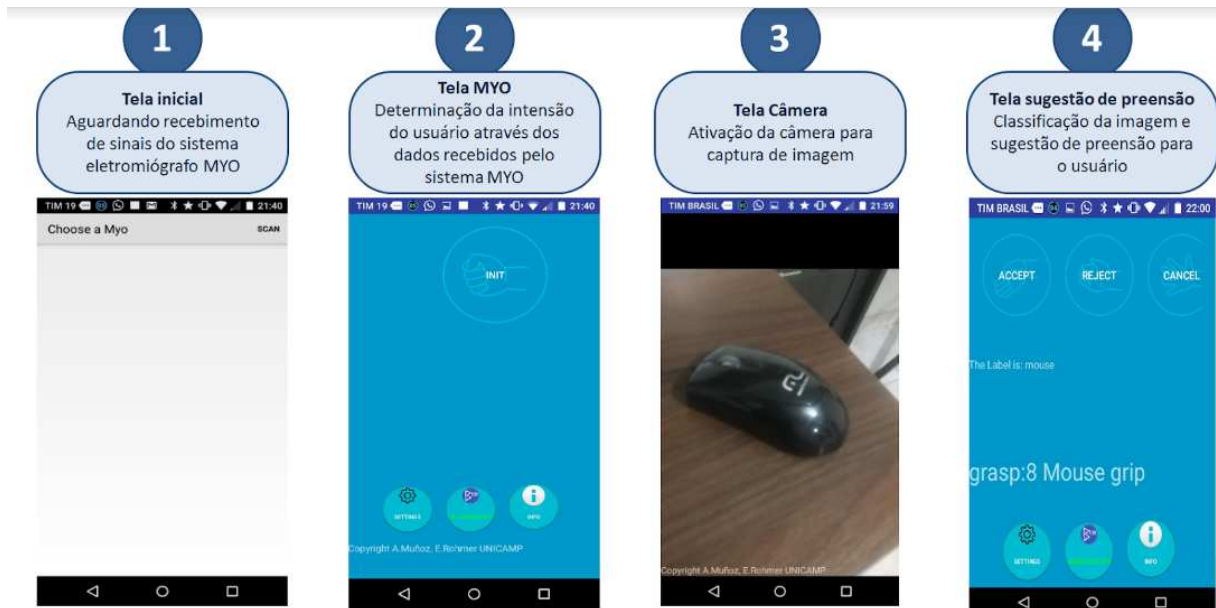 1
Tela inicial
Aguardando recebimento
de sinais do sistema
eletromiógrafo MYO
TIM 19 21:40
Choose a Myo SCAN
2
Tela MYO
Determinação da intensão
do usuário através dos
dados recebidos pelo
sistema MYO
TIM 19 21:40
INIT
SETTINGS INFO
Copyright A.Muñoz, E.Rohmer UNICAMP
3
Tela Câmera
Ativação da câmera para
captura de imagem
TIM BRASIL 21:59
Copyright A.Muñoz, E.Rohmer UNICAMP
4
Tela sugestão de preensão
Classificação da imagem e
sugestão de preensão para
o usuário
TIM BRASIL 22:00
ACCEPT REJECT CANCEL
The Label is: mouse
grasp:8 Mouse grip
SETTINGS INFO